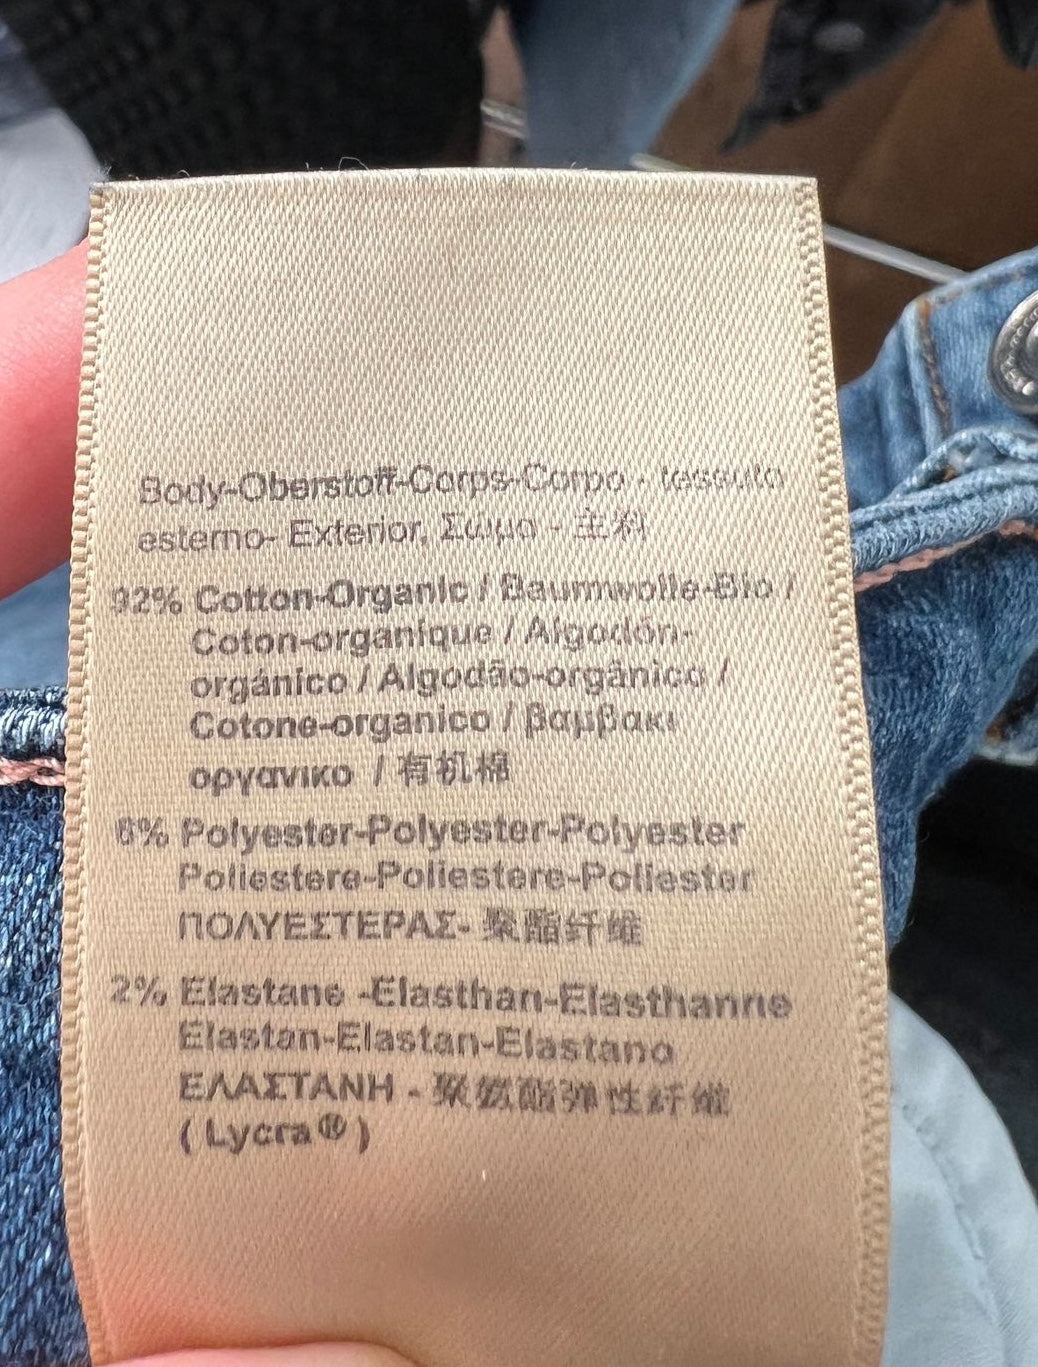 Body-Oberstoff-Corps-Corpo - tessuto
esterno- Exterior, Σώμα - 主料
92% Cotton-Organic / Baumwolle-Bio /
Coton-organique / Algodón-
orgánico / Algodão-orgânico /
Cotone-organico / βαμβακι
οργανικο / 有机棉
6% Polyester-Polyester-Polyester
Poliestere-Poliestere-Poliester
ΠΟΛΥΕΣΤΕΡΑΣ- 聚酯纤维
2% Elastane -Elasthan-Elasthanne
Elastan-Elastan-Elastano
ΕΛΑΣΤΑΝΗ - 聚氨酯弹性纤维
( Lycra® )